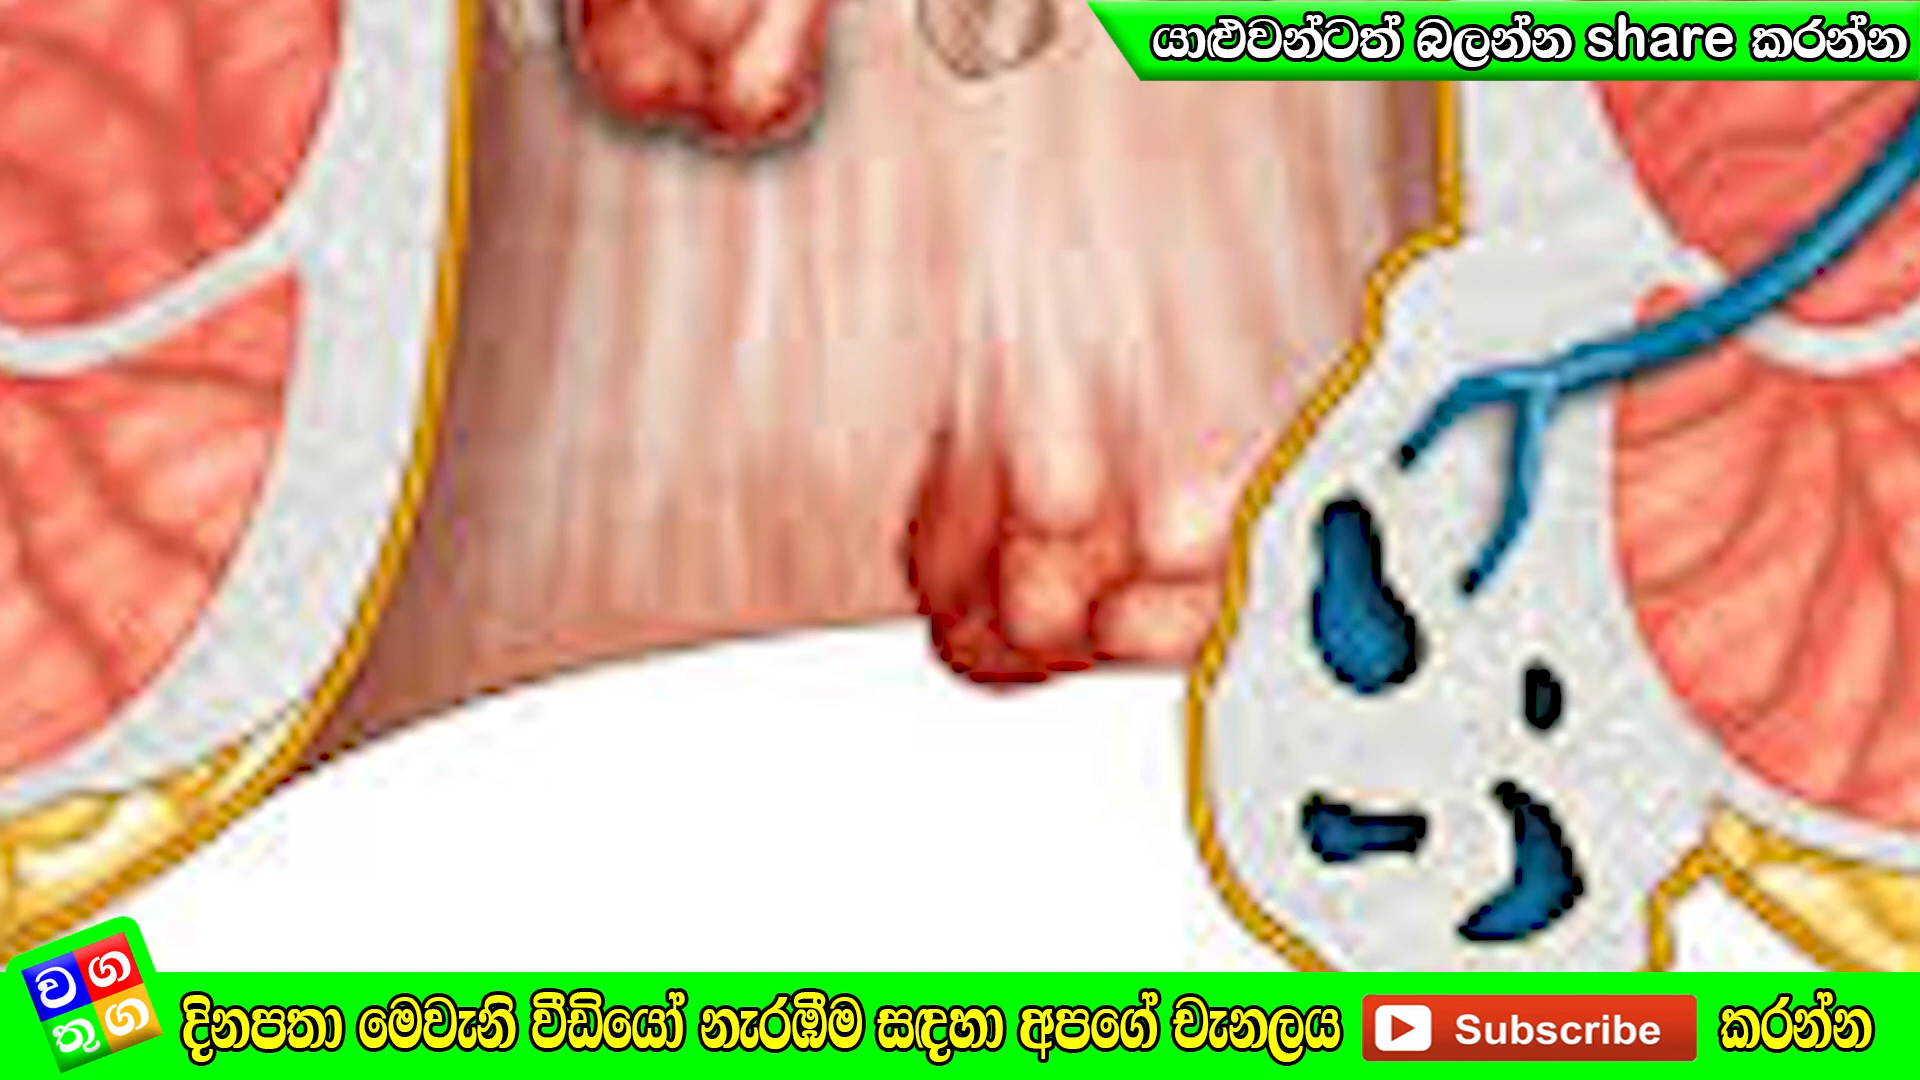 යාළුවන්ටත් බලන්න share කරන්න
ව ග
තු ග
දිනපතා මෙවැනි වීඩියෝ නැරඹීම සඳහා අපගේ චැනලය Subscribe කරන්න